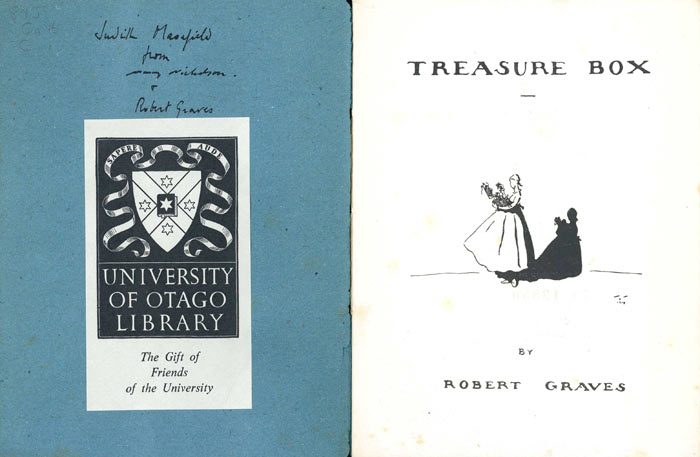 Judith Masefield
from
Nancy Nicholson.
&
Robert Graves
SAPERE AUDE
UNIVERSITY
OF OTAGO
LIBRARY
The Gift of
Friends
of the University
TREASURE BOX
BY
ROBERT GRAVES